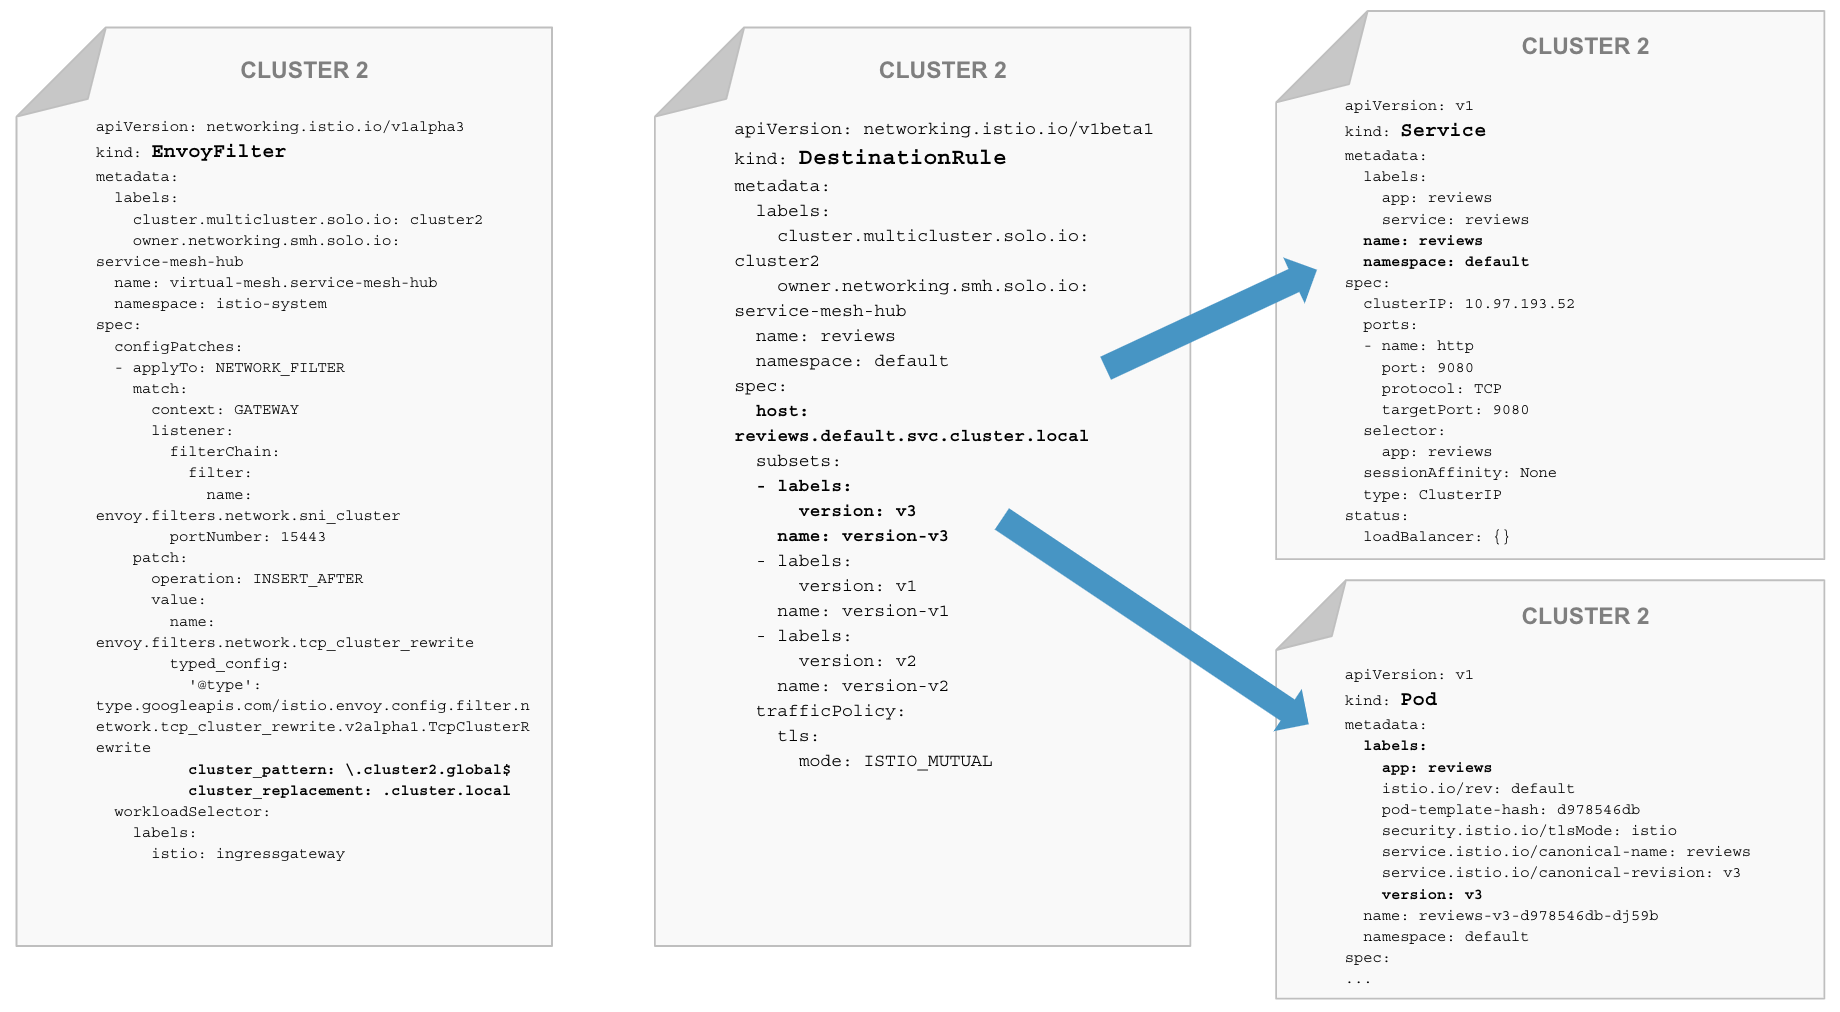 CLUSTER 2
apiVersion: networking.istio.io/v1alpha3
kind: EnvoyFilter
metadata:
  labels:
    cluster.multicluster.solo.io: cluster2
    owner.networking.smh.solo.io:
service-mesh-hub
  name: virtual-mesh.service-mesh-hub
  namespace: istio-system
spec:
  configPatches:
  - applyTo: NETWORK_FILTER
    match:
      context: GATEWAY
      listener:
        filterChain:
          filter:
            name:
envoy.filters.network.sni_cluster
        portNumber: 15443
    patch:
      operation: INSERT_AFTER
      value:
        name:
envoy.filters.network.tcp_cluster_rewrite
        typed_config:
          '@type':
type.googleapis.com/istio.envoy.config.filter.n
etwork.tcp_cluster_rewrite.v2alpha1.TcpClusterR
ewrite
          cluster_pattern: \.cluster2.global$
          cluster_replacement: .cluster.local
  workloadSelector:
    labels:
      istio: ingressgateway
CLUSTER 2
apiVersion: networking.istio.io/v1beta1
kind: DestinationRule
metadata:
  labels:
    cluster.multicluster.solo.io:
cluster2
    owner.networking.smh.solo.io:
service-mesh-hub
  name: reviews
  namespace: default
spec:
  host:
reviews.default.svc.cluster.local
  subsets:
  - labels:
      version: v3
    name: version-v3
  - labels:
      version: v1
    name: version-v1
  - labels:
      version: v2
    name: version-v2
  trafficPolicy:
    tls:
      mode: ISTIO_MUTUAL
CLUSTER 2
apiVersion: v1
kind: Service
metadata:
  labels:
    app: reviews
    service: reviews
  name: reviews
  namespace: default
spec:
  clusterIP: 10.97.193.52
  ports:
  - name: http
    port: 9080
    protocol: TCP
    targetPort: 9080
  selector:
    app: reviews
  sessionAffinity: None
  type: ClusterIP
status:
  loadBalancer: {}
CLUSTER 2
apiVersion: v1
kind: Pod
metadata:
  labels:
    app: reviews
    istio.io/rev: default
    pod-template-hash: d978546db
    security.istio.io/tlsMode: istio
    service.istio.io/canonical-name: reviews
    service.istio.io/canonical-revision: v3
    version: v3
  name: reviews-v3-d978546db-dj59b
  namespace: default
spec:
...